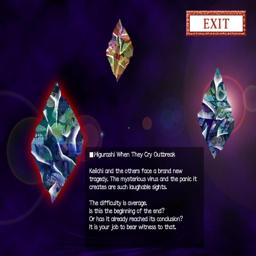 EXIT
■Higurashi When They Cry Outbreak
Keiichi and the others face a brand new
tragedy. The mysterious virus and the panic it
creates are such laughable sights.
The difficulty is average.
Is this the beginning of the end?
Or has it already reached its conclusion?
It is your job to bear witness to that.